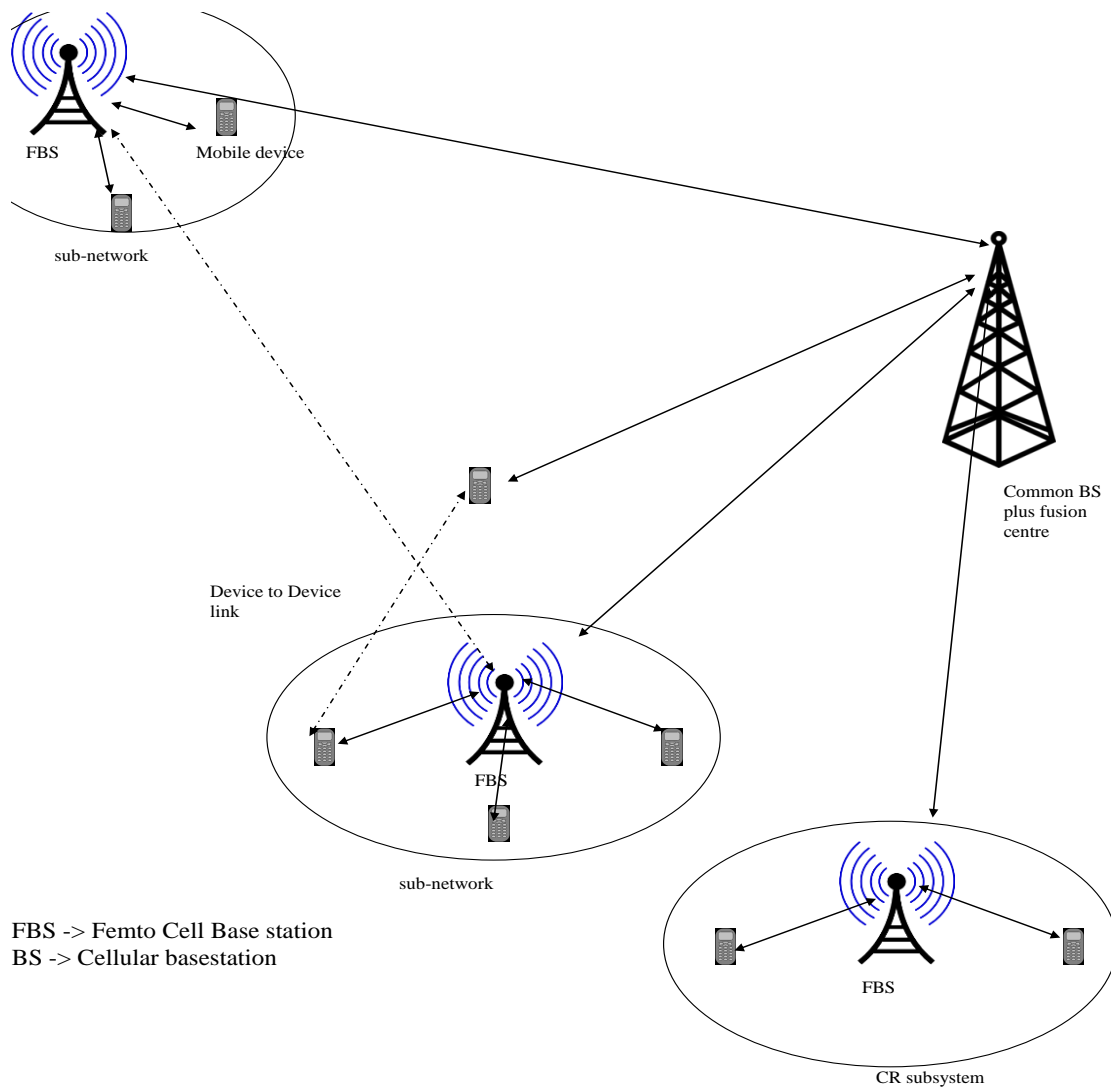 FBS
Mobile device
sub-network
Common BS
plus fusion
centre
Device to Device
link
FBS
sub-network
FBS -> Femto Cell Base station
BS -> Cellular basestation
FBS
CR subsystem